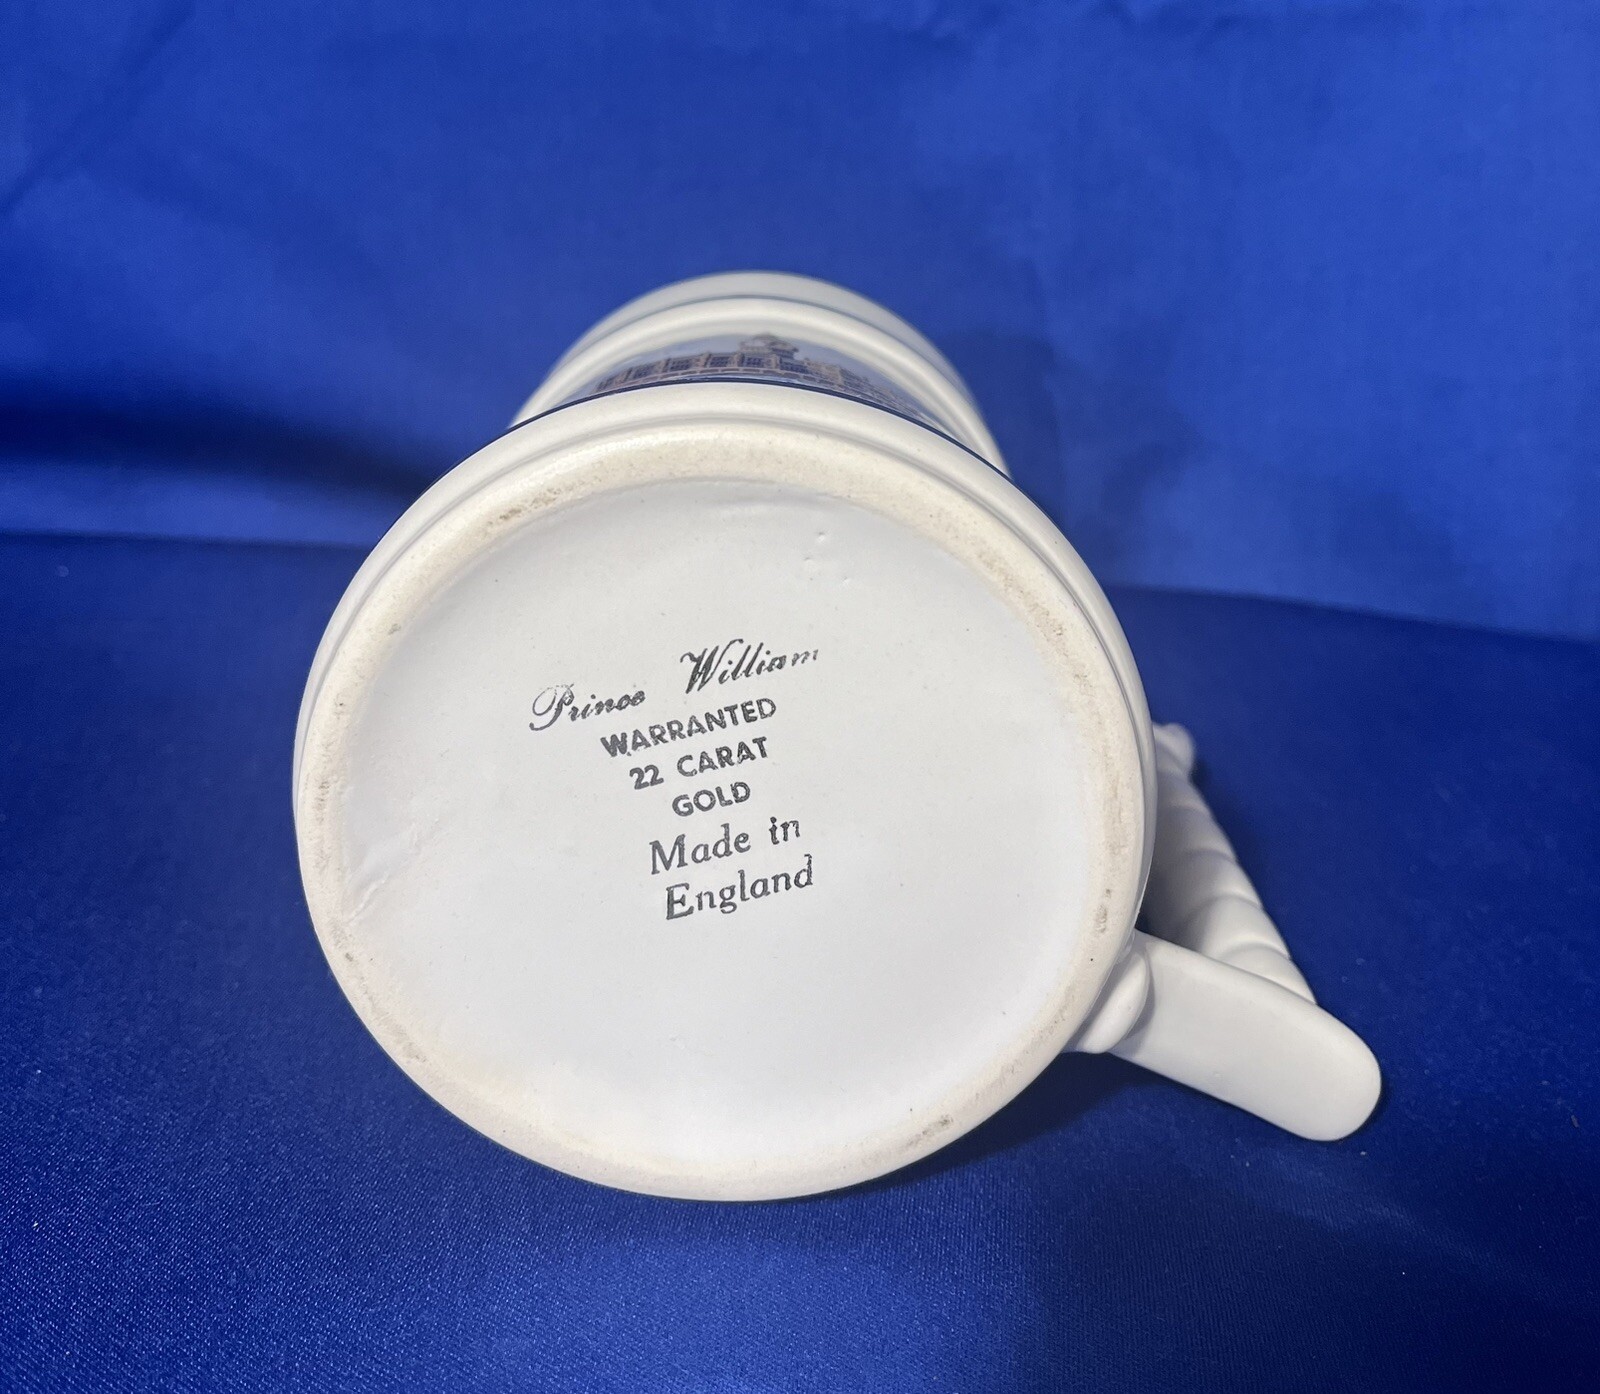 Prince William
WARRANTED
22 CARAT
GOLD
Made in
England